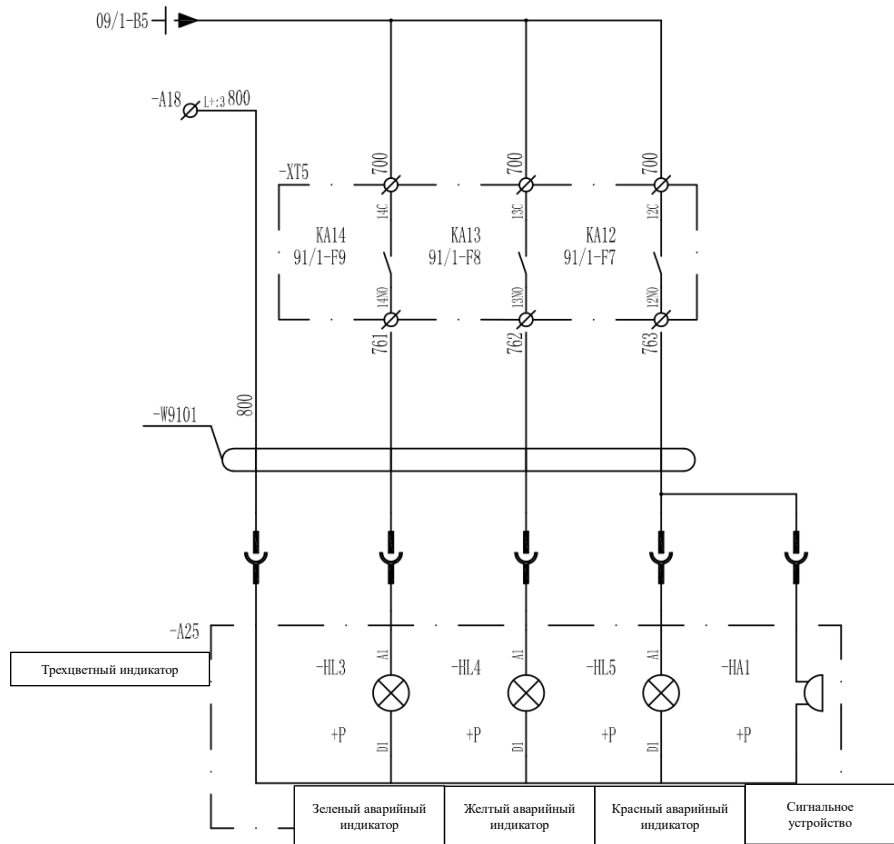 09/1-B5
-A18
L+:3 800
700
700
700
-XT5
14C
13C
12C
KA14
91/1-F9
KA13
91/1-F8
KA12
91/1-F7
14NO
13NO
12NO
761
762
763
800
-W9101
-A25
Трехцветный индикатор
-HL3
A1
-HL4
A1
-HL5
A1
-HA1
+P
D1
+P
D1
+P
D1
+P
Зеленый аварийный
индикатор
Желтый аварийный
индикатор
Красный аварийный
индикатор
Сигнальное
устройство